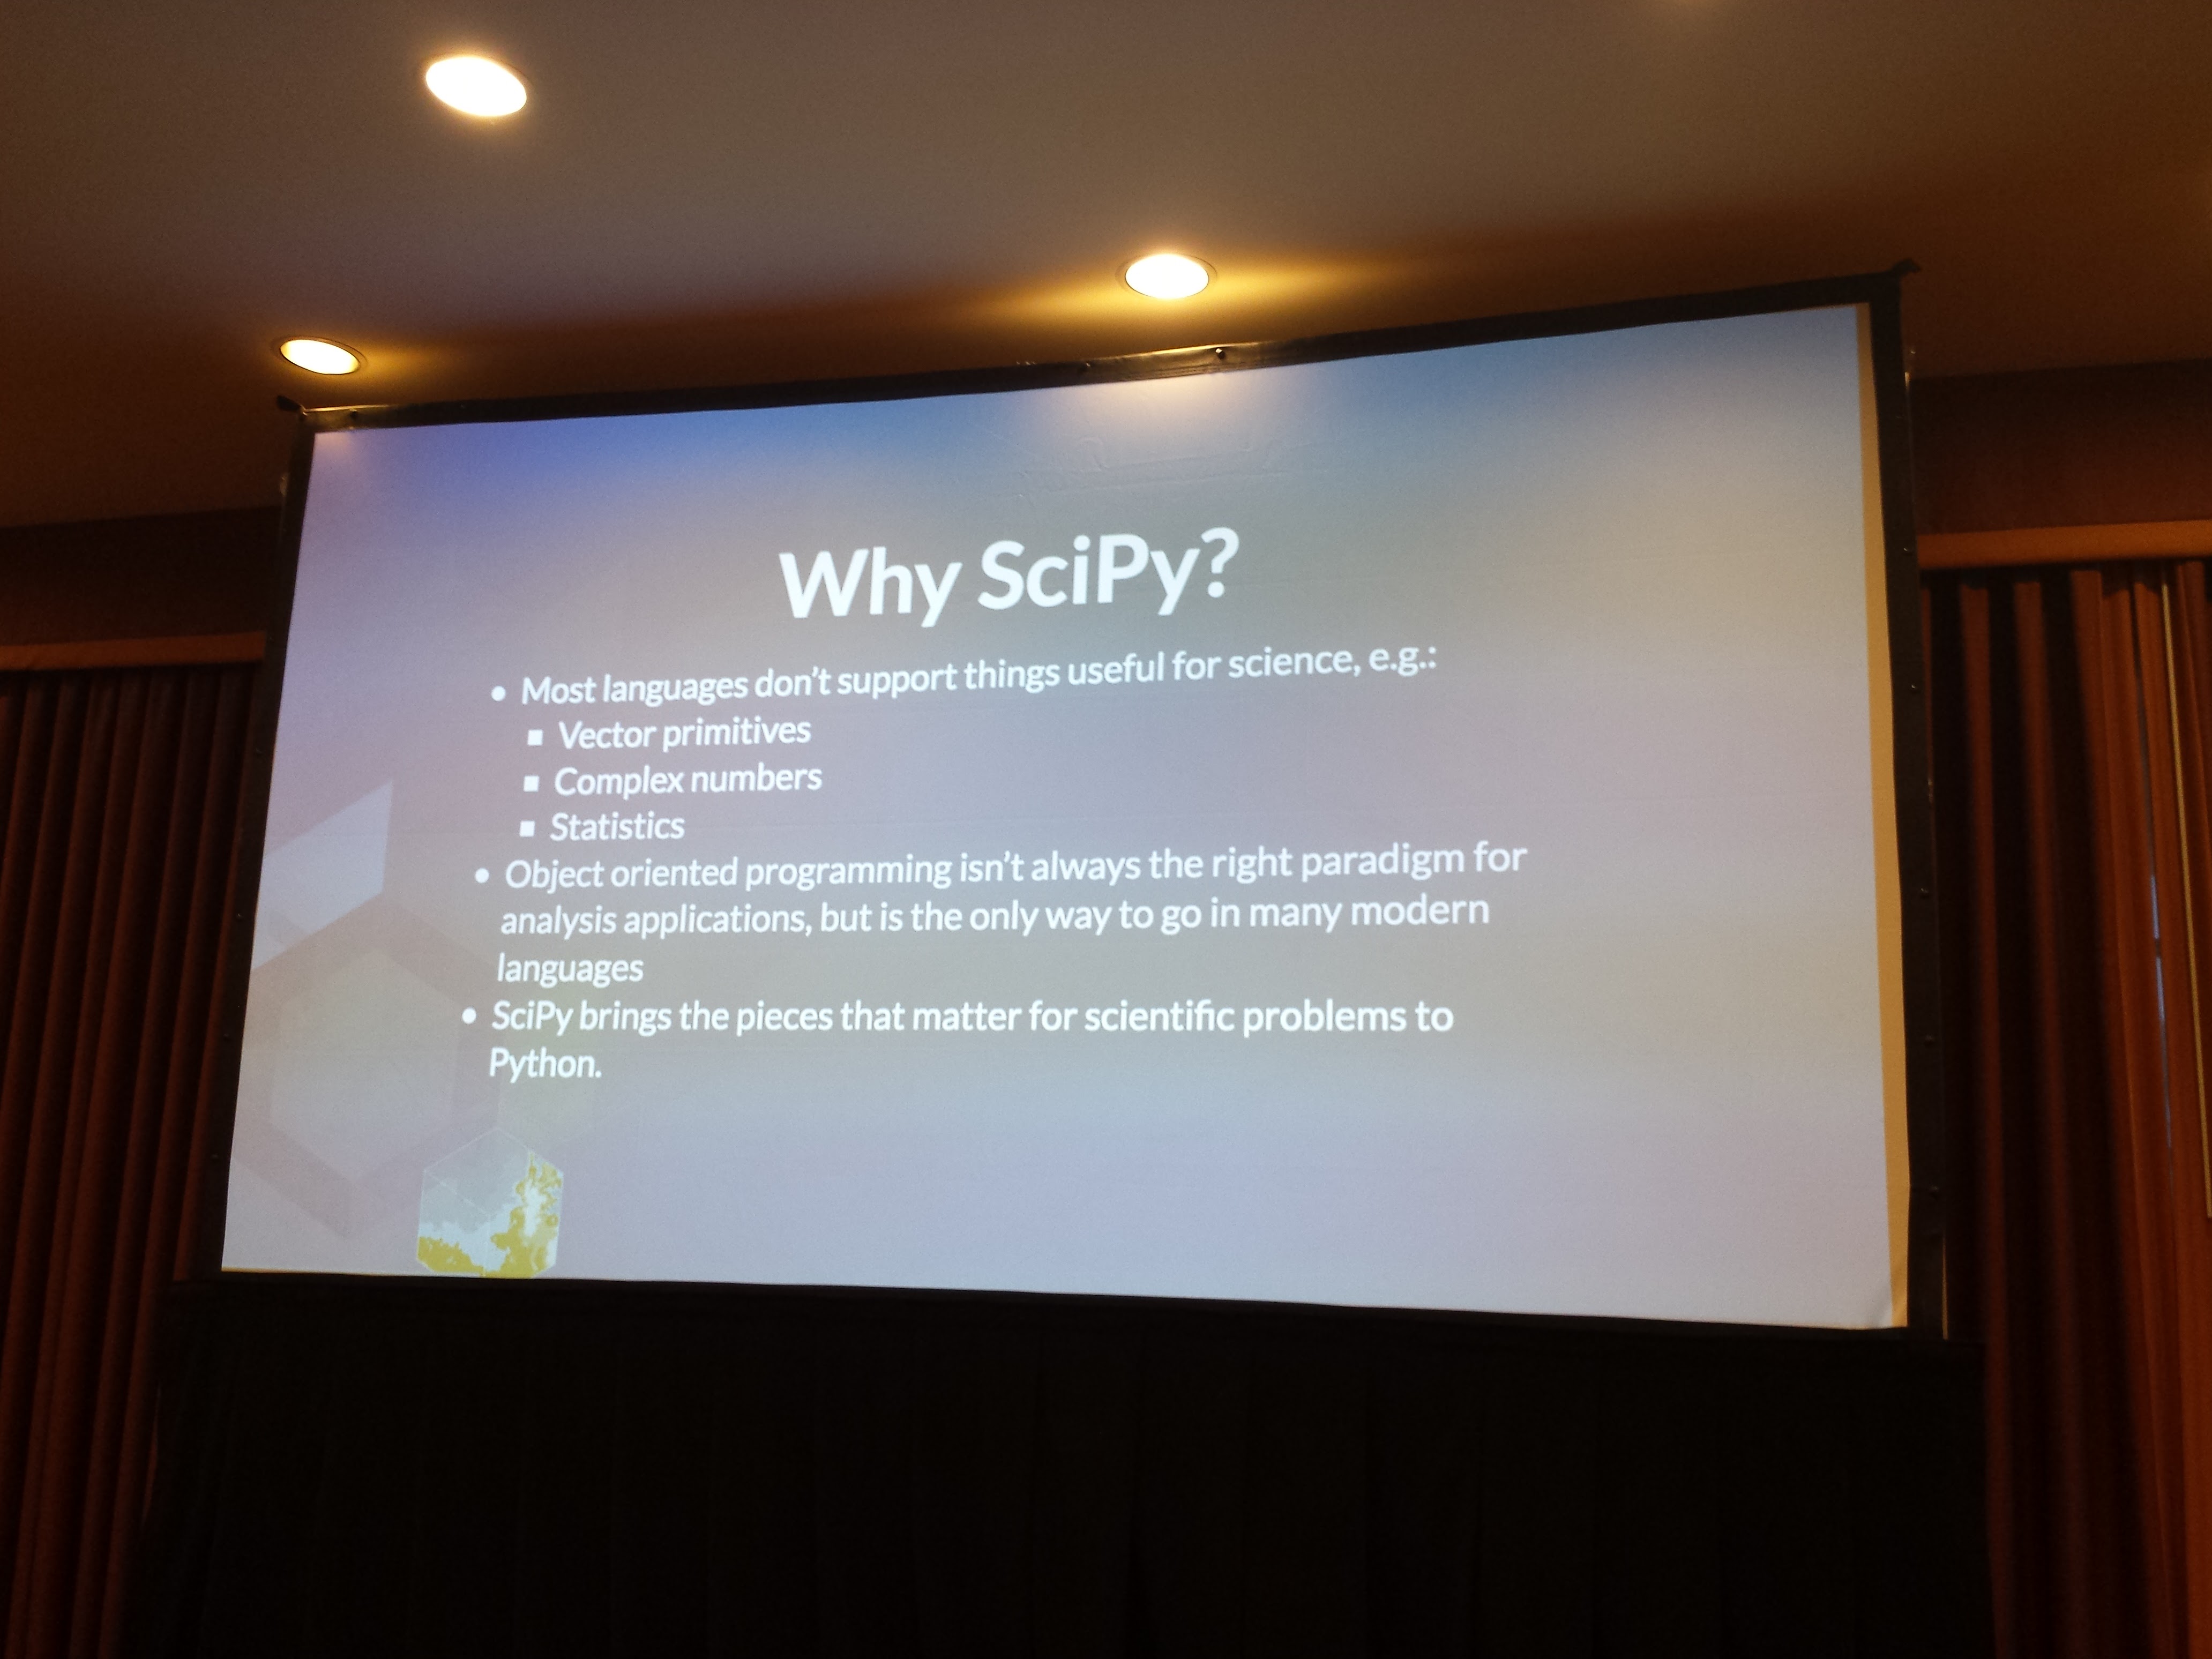 Why SciPy?
• Most languages don't support things useful for science, e.g.:
▪ Vector primitives
▪ Complex numbers
▪ Statistics
• Object oriented programming isn't always the right paradigm for
analysis applications, but is the only way to go in many modern
languages
• SciPy brings the pieces that matter for scientific problems to
Python.